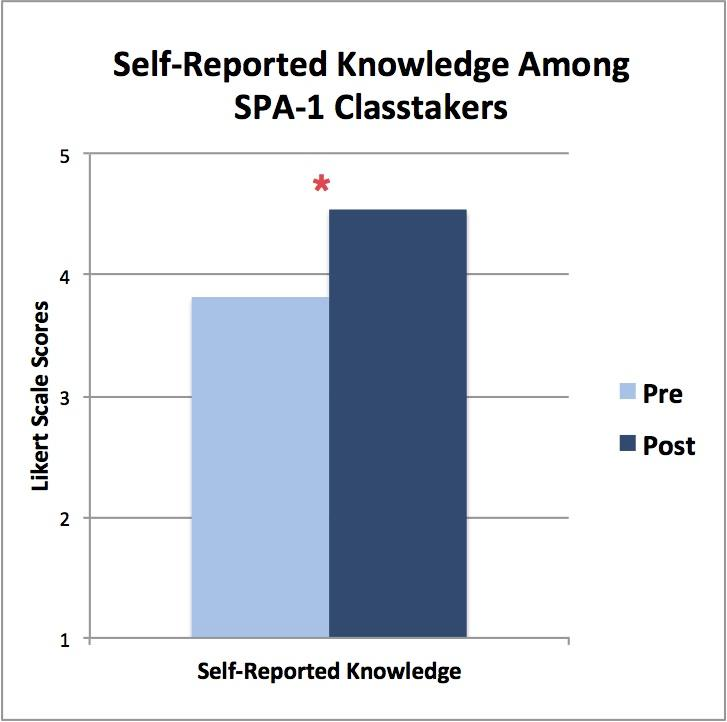 Self-Reported Knowledge Among
SPA-1 Classtakers
5
*
4
3
2
1
Likert Scale Scores
Pre
Post
Self-Reported Knowledge